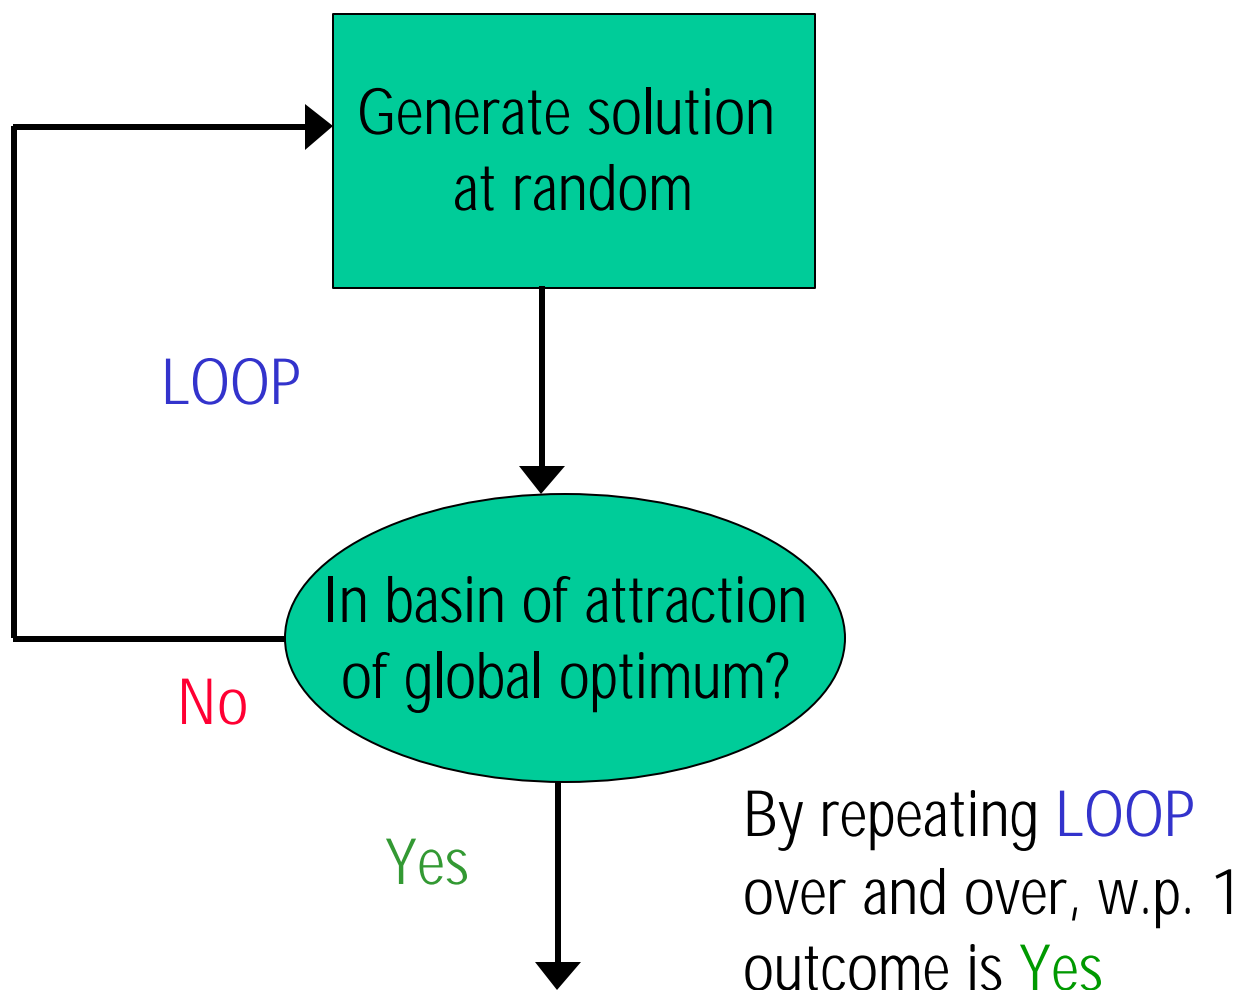 Generate solution
at random
LOOP
In basin of attraction
of global optimum?
No
Yes
By repeating LOOP
over and over, w.p. 1
outcome is Yes